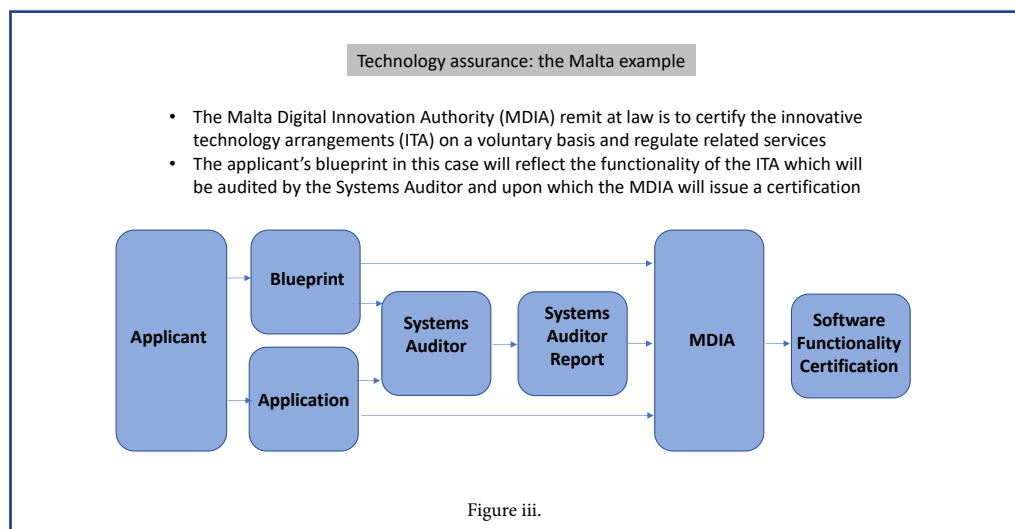 Technology assurance: the Malta example
• The Malta Digital Innovation Authority (MDIA) remit at law is to certify the innovative
technology arrangements (ITA) on a voluntary basis and regulate related services
• The applicant's blueprint in this case will reflect the functionality of the ITA which will
be audited by the Systems Auditor and upon which the MDIA will issue a certification
Applicant
Blueprint
Application
Systems
Auditor
Systems
Auditor
Report
MDIA
Software
Functionality
Certification
Figure iii.